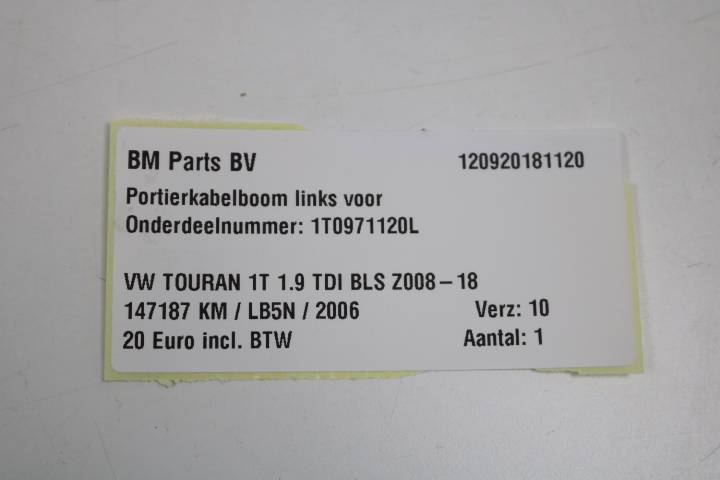 BM Parts BV 120920181120
Portierkabelboom links voor
Onderdeelnummer: 1T0971120L
VW TOURAN 1T 1.9 TDI BLS Z008-18
147187 KM / LB5N / 2006 Verz: 10
20 Euro incl. BTW Aantal: 1